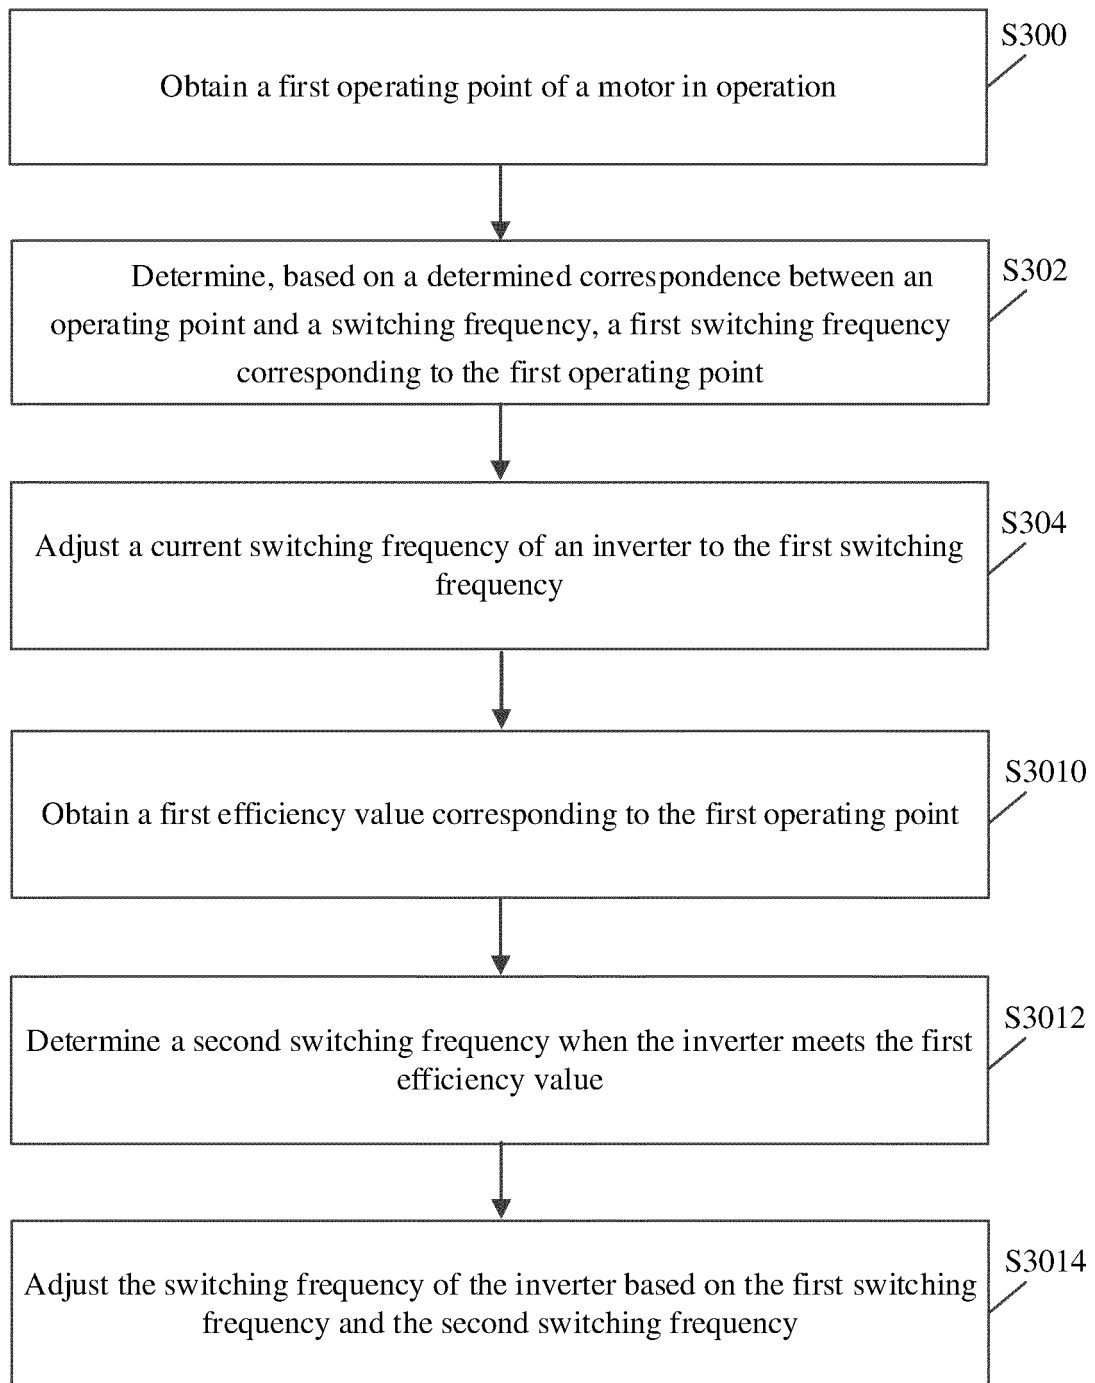 S300
Obtain a first operating point of a motor in operation
S302
Determine, based on a determined correspondence between an
operating point and a switching frequency, a first switching frequency
corresponding to the first operating point
S304
Adjust a current switching frequency of an inverter to the first switching
frequency
S3010
Obtain a first efficiency value corresponding to the first operating point
S3012
Determine a second switching frequency when the inverter meets the first
efficiency value
S3014
Adjust the switching frequency of the inverter based on the first switching
frequency and the second switching frequency